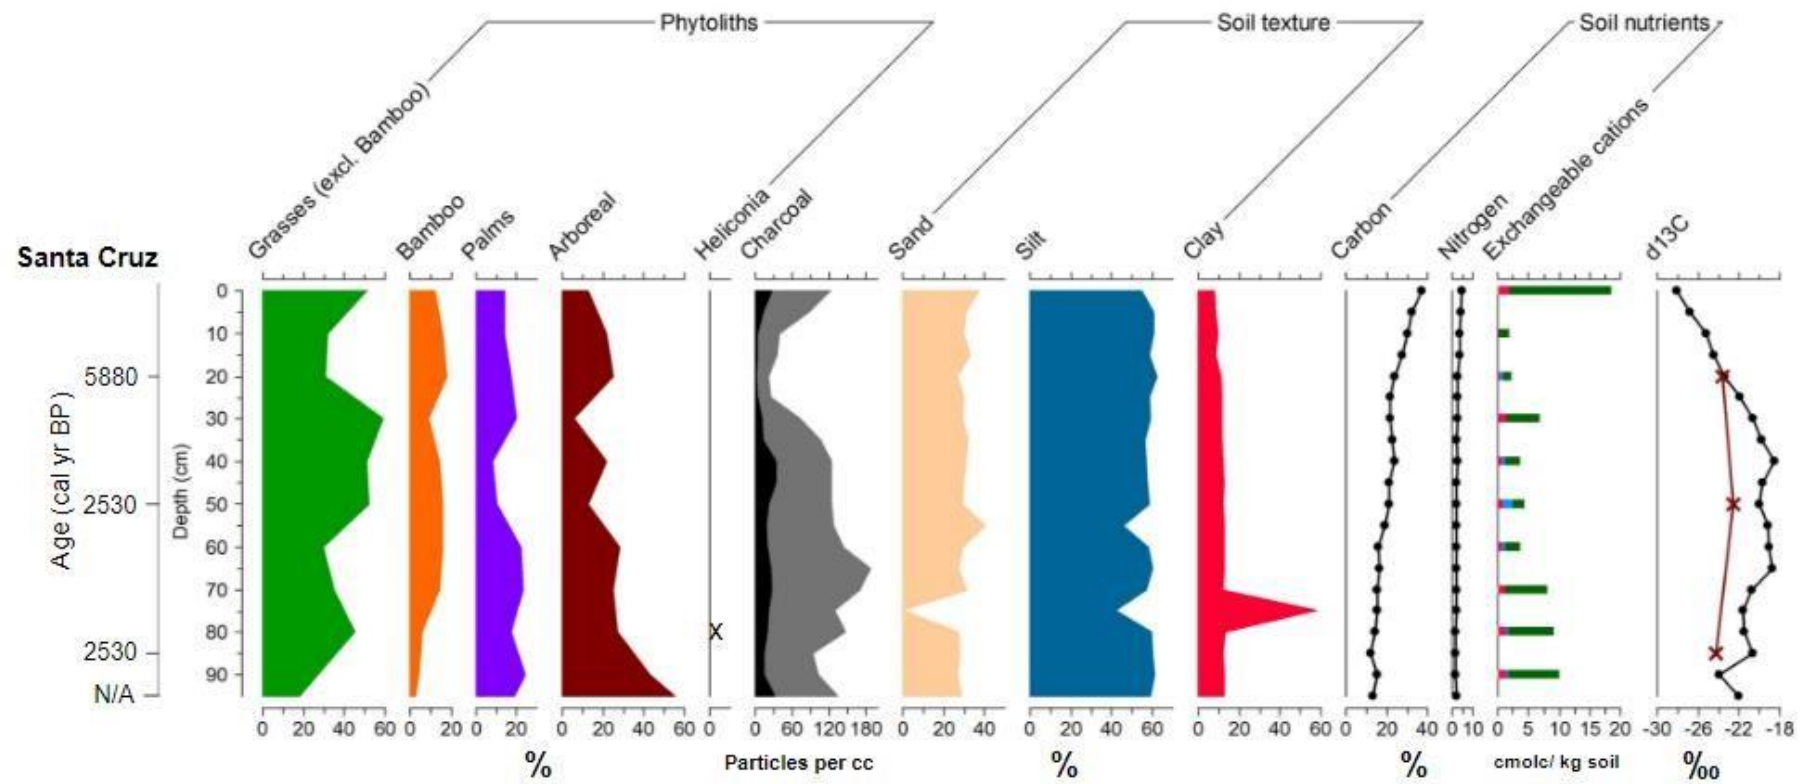 Phytoliths Soil texture Soil nutrients
Grasses (excl. Bamboo)
Bamboo
Palms
Arboreal
Heliconia
Charcoal
Sand
Silt
Clay
Carbon
Nitrogen
Exchangeable cations
d13C
Santa Cruz
Age (cal yr BP)
5880
2530
2530
N/A
Depth (cm)
0
10
20
30
40
50
60
70
80
90
X
0 20 40 60 0 20 0 20 0 20 40 60 0 0 60 120 180 0 20 40 0 20 40 60 0 20 40 60 0 20 40 0 10 0 5 10 15 20 -30 -26 -22 -18
% Particles per cc % % cmolc/ kg soil ‰